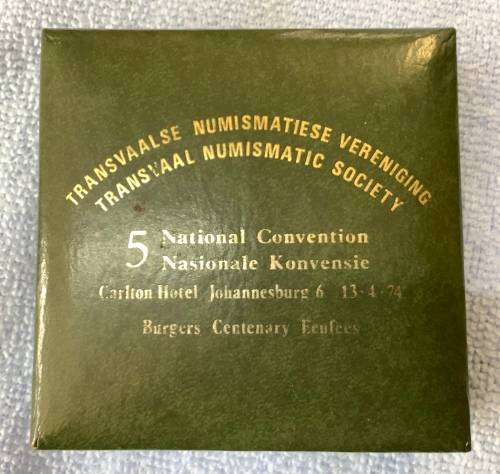 TRANSVAALSE NUMISMATIESE VERENIGING
TRANSVAAL NUMISMATIC SOCIETY
5 National Convention
Nasionale Konvensie
Carlton Hotel Johannesburg 6 13-4-74
Burgers Centenary Eeufees